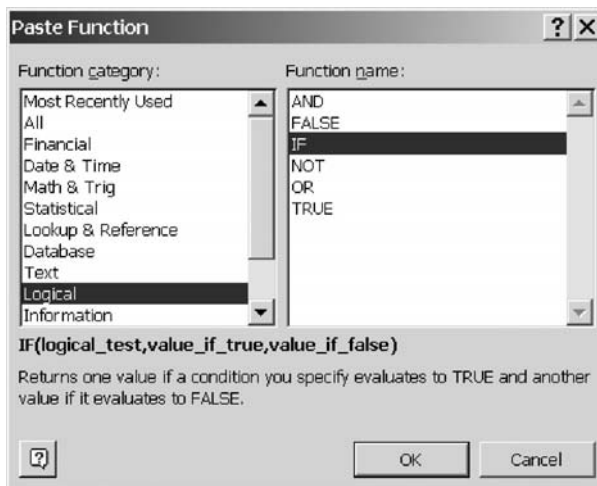 Paste Function
Function category:
Function name:
Most Recently Used
All
Financial
Date & Time
Math & Trig
Statistical
Lookup & Reference
Database
Text
Logical
Information
AND
FALSE
IF
NOT
OR
TRUE
IF(logical_test,value_if_true,value_if_false)
Returns one value if a condition you specify evaluates to TRUE and another
value if it evaluates to FALSE.
OK
Cancel